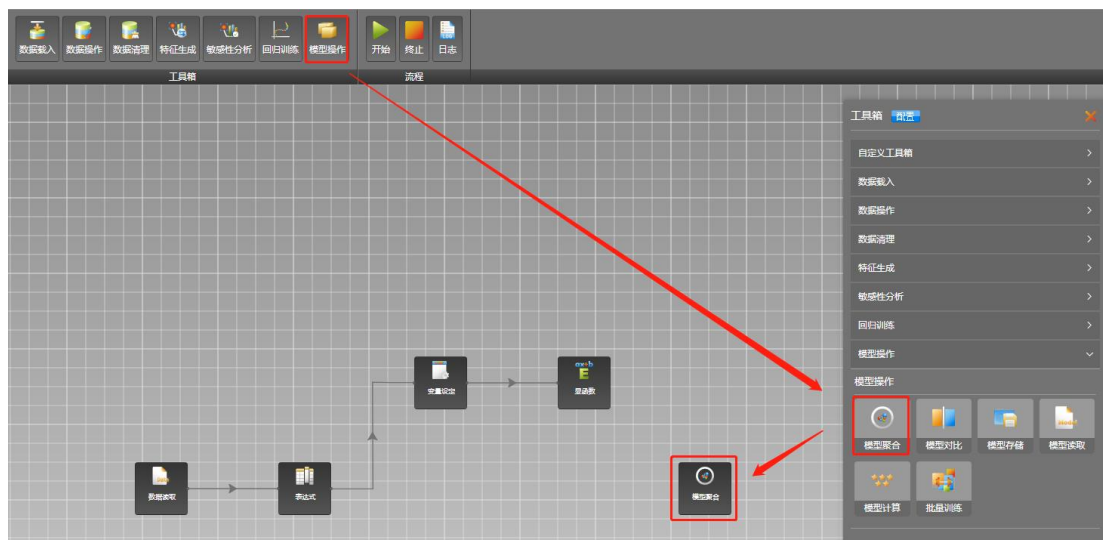 数据载入 数据操作 数据清理 特征生成 敏感性分析 回归训练 模型操作 开始 终止 日志
工具箱 流程
工具箱 配置
自定义工具箱
数据载入
数据操作
数据清理
特征生成
敏感性分析
回归训练
模型操作
模型操作
模型聚合 模型对比 模型存储 模型读取
模型计算 批量训练
ax+b
E
变量设定 显函数
数据读取 表达式 模型聚合